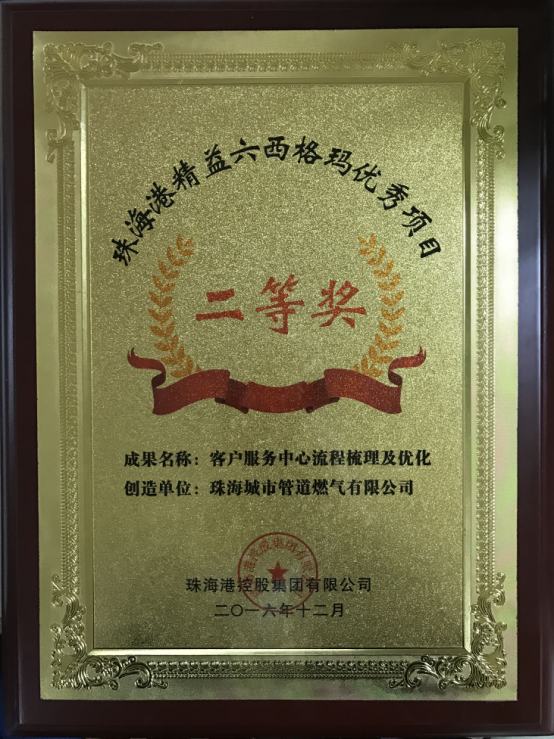 珠海港精益六西格玛优秀项目
二等奖
成果名称：客户服务中心流程梳理及优化
创造单位：珠海城市管道燃气有限公司
珠海港控股集团有限公司
二〇一六年十二月